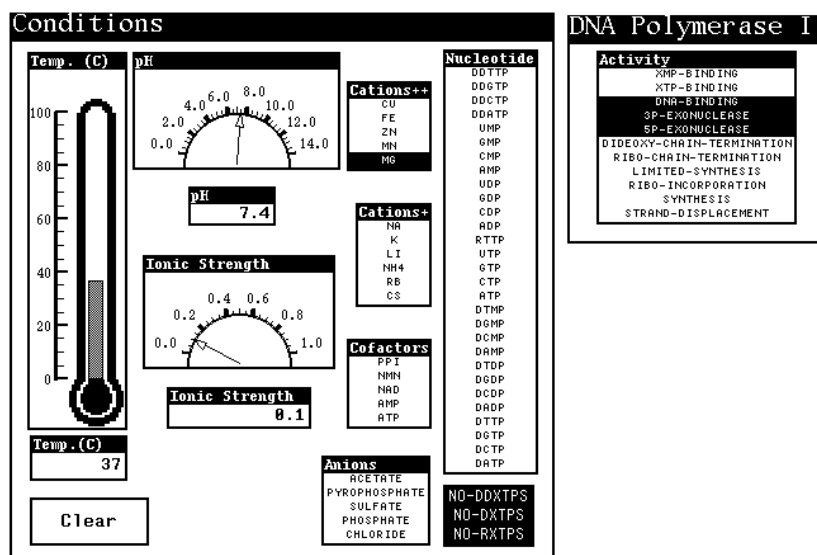 Conditions
Temp. (C)
100
80
60
40
20
0
Temp.(C)
37
Clear
pH
0.0 2.0 4.0 6.0 8.0 10.0 12.0 14.0
pH
7.4
Ionic Strength
0.0 0.2 0.4 0.6 0.8 1.0
Ionic Strength
0.1
Cations++
CU
FE
ZN
MN
MG
Cations+
NA
K
LI
NH4
RB
CS
Cofactors
PPI
NMN
NAD
AMP
ATP
Anions
ACETATE
PYROPHOSPHATE
SULFATE
PHOSPHATE
CHLORIDE
Nucleotide
DDTTP
DDGTP
DDCTP
DDATP
UMP
GMP
CMP
AMP
UDP
GDP
CDP
ADP
RTTP
UTP
GTP
CTP
ATP
DTMP
DGMP
DCMP
DAMP
DTDP
DGDP
DCDP
DADP
DTTP
DGTP
DCTP
DATP
NO-DDXTPS
NO-DXTPS
NO-RXTPS
DNA Polymerase I
Activity
XMP-BINDING
XTP-BINDING
DNA-BINDING
3P-EXONUCLEASE
5P-EXONUCLEASE
DIDEOXY-CHAIN-TERMINATION
RIBO-CHAIN-TERMINATION
LIMITED-SYNTHESIS
RIBO-INCORPORATION
SYNTHESIS
STRAND-DISPLACEMENT